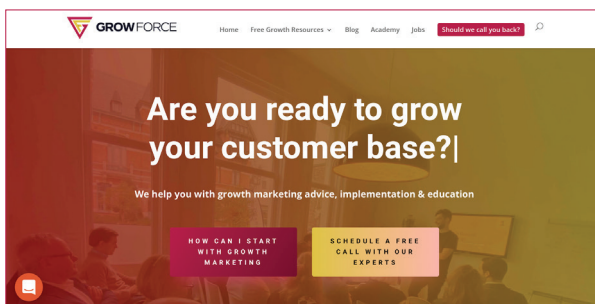 GROWFORCE
Home Free Growth Resources Blog Academy Jobs Should we call you back?
Are you ready to grow
your customer base?|
We help you with growth marketing advice, implementation & education
HOW CAN I START
WITH GROWTH
MARKETING
SCHEDULE A FREE
CALL WITH OUR
EXPERTS